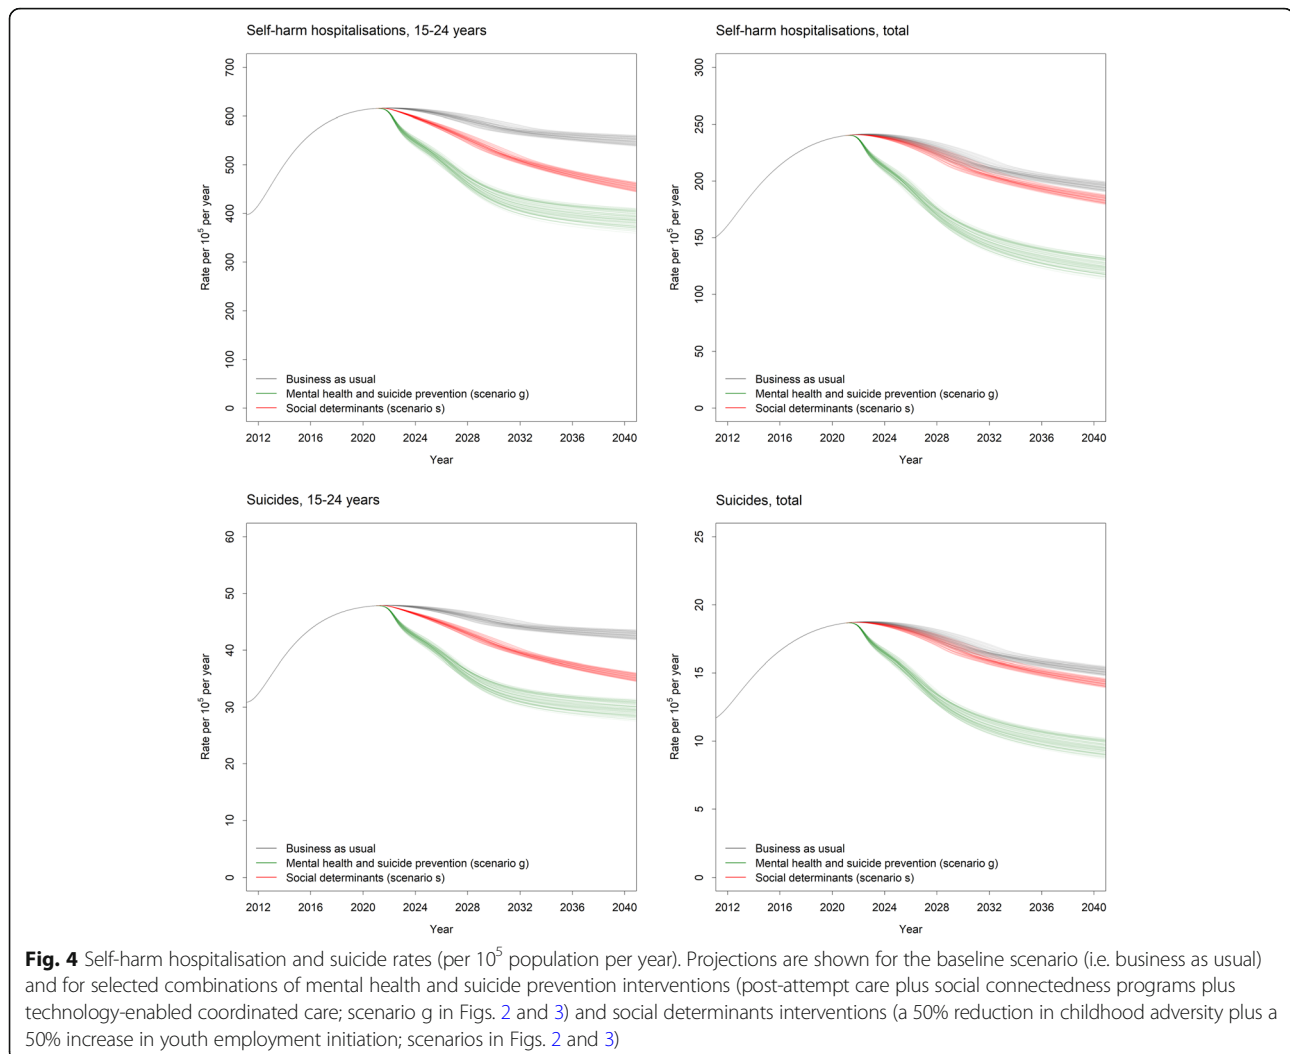 Self-harm hospitalisations, 15-24 years
Rate per 10⁵ per year
700
600
500
400
300
200
100
0
Business as usual
Mental health and suicide prevention (scenario g)
Social determinants (scenario s)
2012 2016 2020 2024 2028 2032 2036 2040
Year
Self-harm hospitalisations, total
Rate per 10⁵ per year
300
250
200
150
100
50
0
Business as usual
Mental health and suicide prevention (scenario g)
Social determinants (scenario s)
2012 2016 2020 2024 2028 2032 2036 2040
Year
Suicides, 15-24 years
Rate per 10⁵ per year
60
50
40
30
20
10
0
Business as usual
Mental health and suicide prevention (scenario g)
Social determinants (scenario s)
2012 2016 2020 2024 2028 2032 2036 2040
Year
Suicides, total
Rate per 10⁵ per year
25
20
15
10
5
0
Business as usual
Mental health and suicide prevention (scenario g)
Social determinants (scenario s)
2012 2016 2020 2024 2028 2032 2036 2040
Year
Fig. 4 Self-harm hospitalisation and suicide rates (per 10⁵ population per year). Projections are shown for the baseline scenario (i.e. business as usual)
and for selected combinations of mental health and suicide prevention interventions (post-attempt care plus social connectedness programs plus
technology-enabled coordinated care; scenario g in Figs. 2 and 3) and social determinants interventions (a 50% reduction in childhood adversity plus a
50% increase in youth employment initiation; scenarios in Figs. 2 and 3)